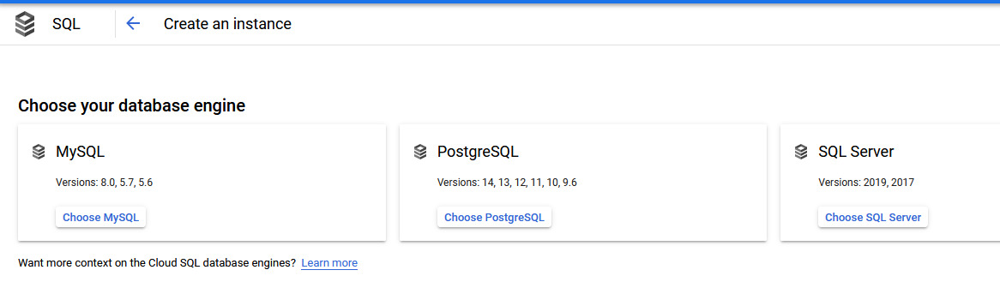 SQL
Create an instance
Choose your database engine
MySQL
Versions: 8.0, 5.7, 5.6
Choose MySQL
PostgreSQL
Versions: 14, 13, 12, 11, 10, 9.6
Choose PostgreSQL
SQL Server
Versions: 2019, 2017
Choose SQL Server
Want more context on the Cloud SQL database engines? Learn more